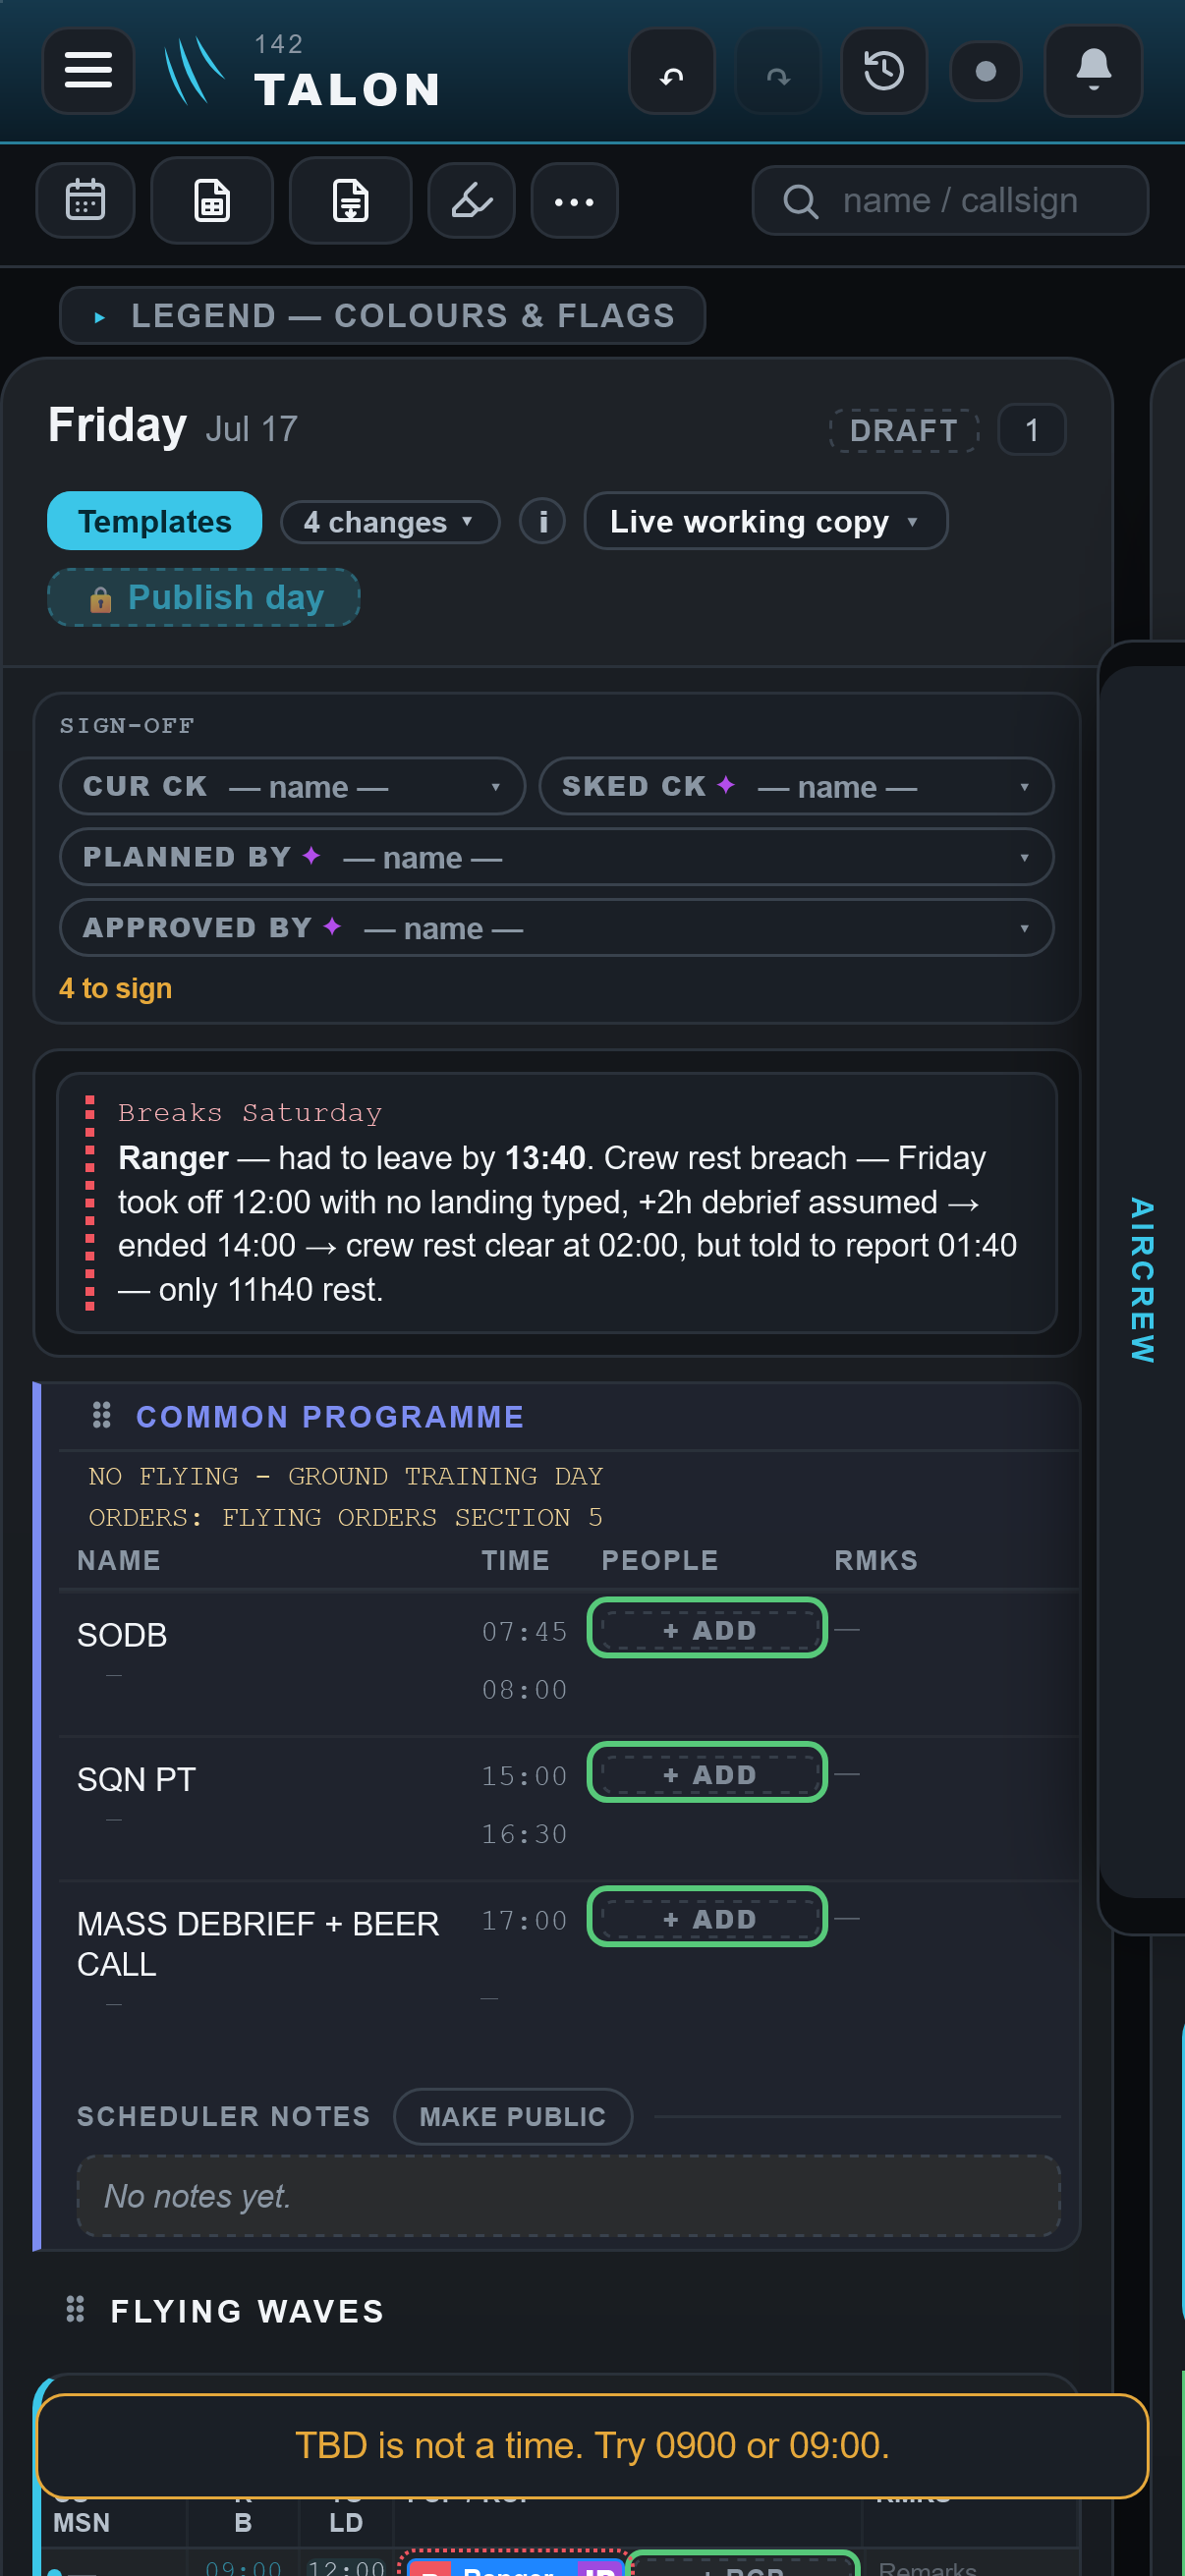 142
TALON
name / callsign
LEGEND — COLOURS & FLAGS
Friday Jul 17
DRAFT 1
Templates 4 changes i Live working copy
Publish day
SIGN-OFF
CUR CK — name — SKED CK — name —
PLANNED BY — name —
APPROVED BY — name —
4 to sign
Breaks Saturday
Ranger — had to leave by 13:40. Crew rest breach — Friday
took off 12:00 with no landing typed, +2h debrief assumed →
ended 14:00 → crew rest clear at 02:00, but told to report 01:40
— only 11h40 rest.
AIRCREW
COMMON PROGRAMME
NO FLYING - GROUND TRAINING DAY
ORDERS: FLYING ORDERS SECTION 5
NAME TIME PEOPLE RMKS
SODB 07:45 + ADD —
— 08:00
SQN PT 15:00 + ADD —
— 16:30
MASS DEBRIEF + BEER 17:00 + ADD —
CALL
— —
SCHEDULER NOTES MAKE PUBLIC
No notes yet.
FLYING WAVES
TBD is not a time. Try 0900 or 09:00.
MSN B LD
09:00 12:00 Ranger Remarks